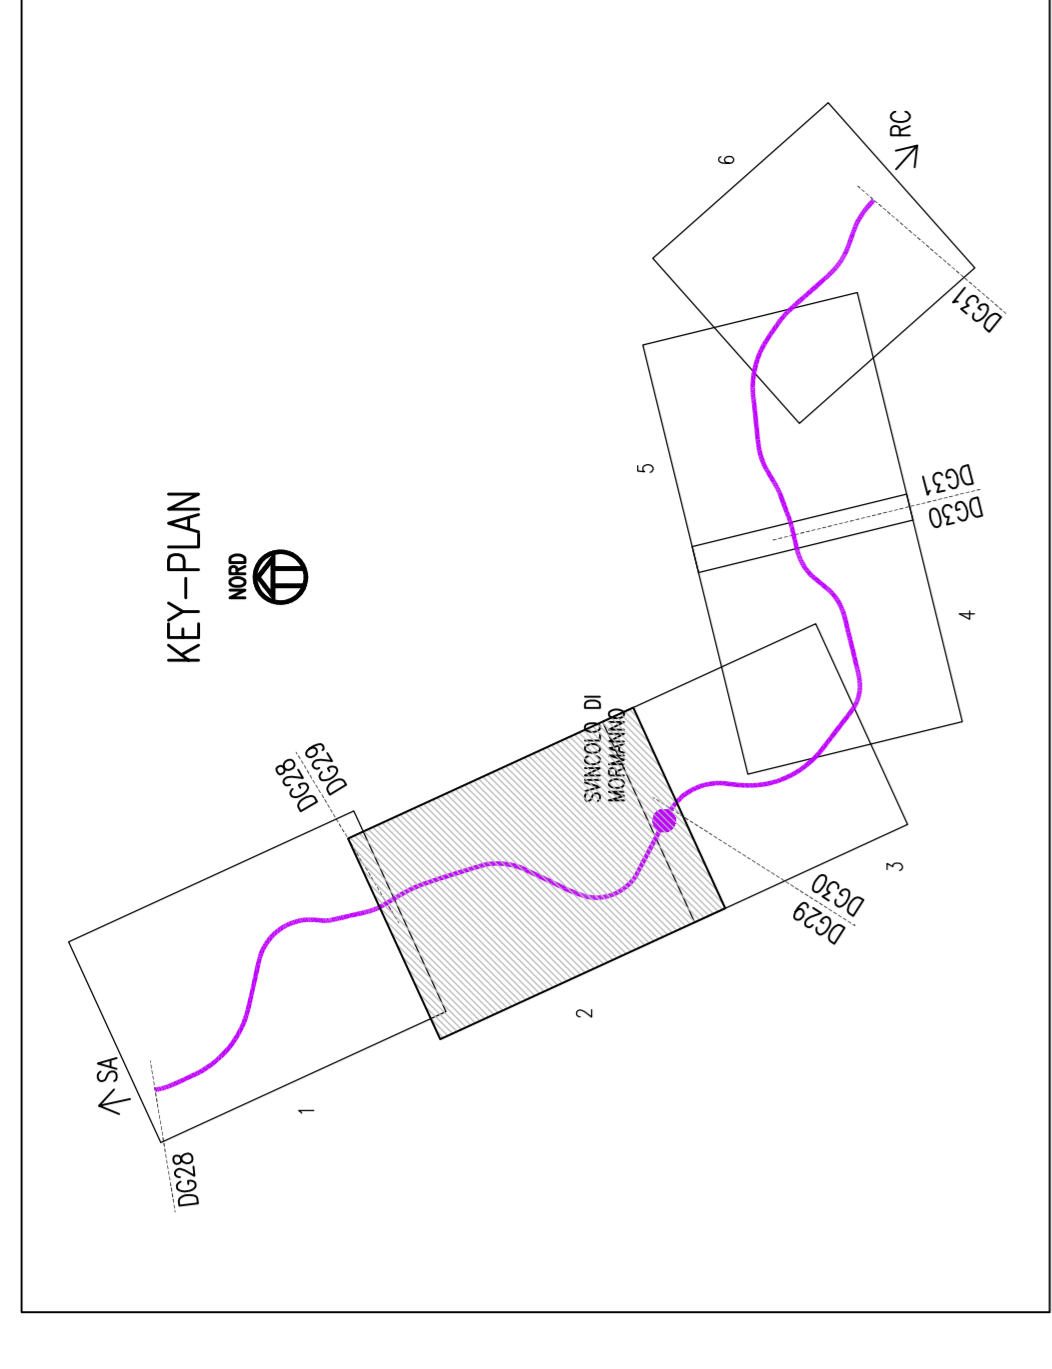 KEY-PLAN
NORD
SA
DG28
1
DG28
DG29
2
SVINCOLO DI
MORMANNO
DG29
DG30
3
4
DG30
DG31
5
6
RC
DG31